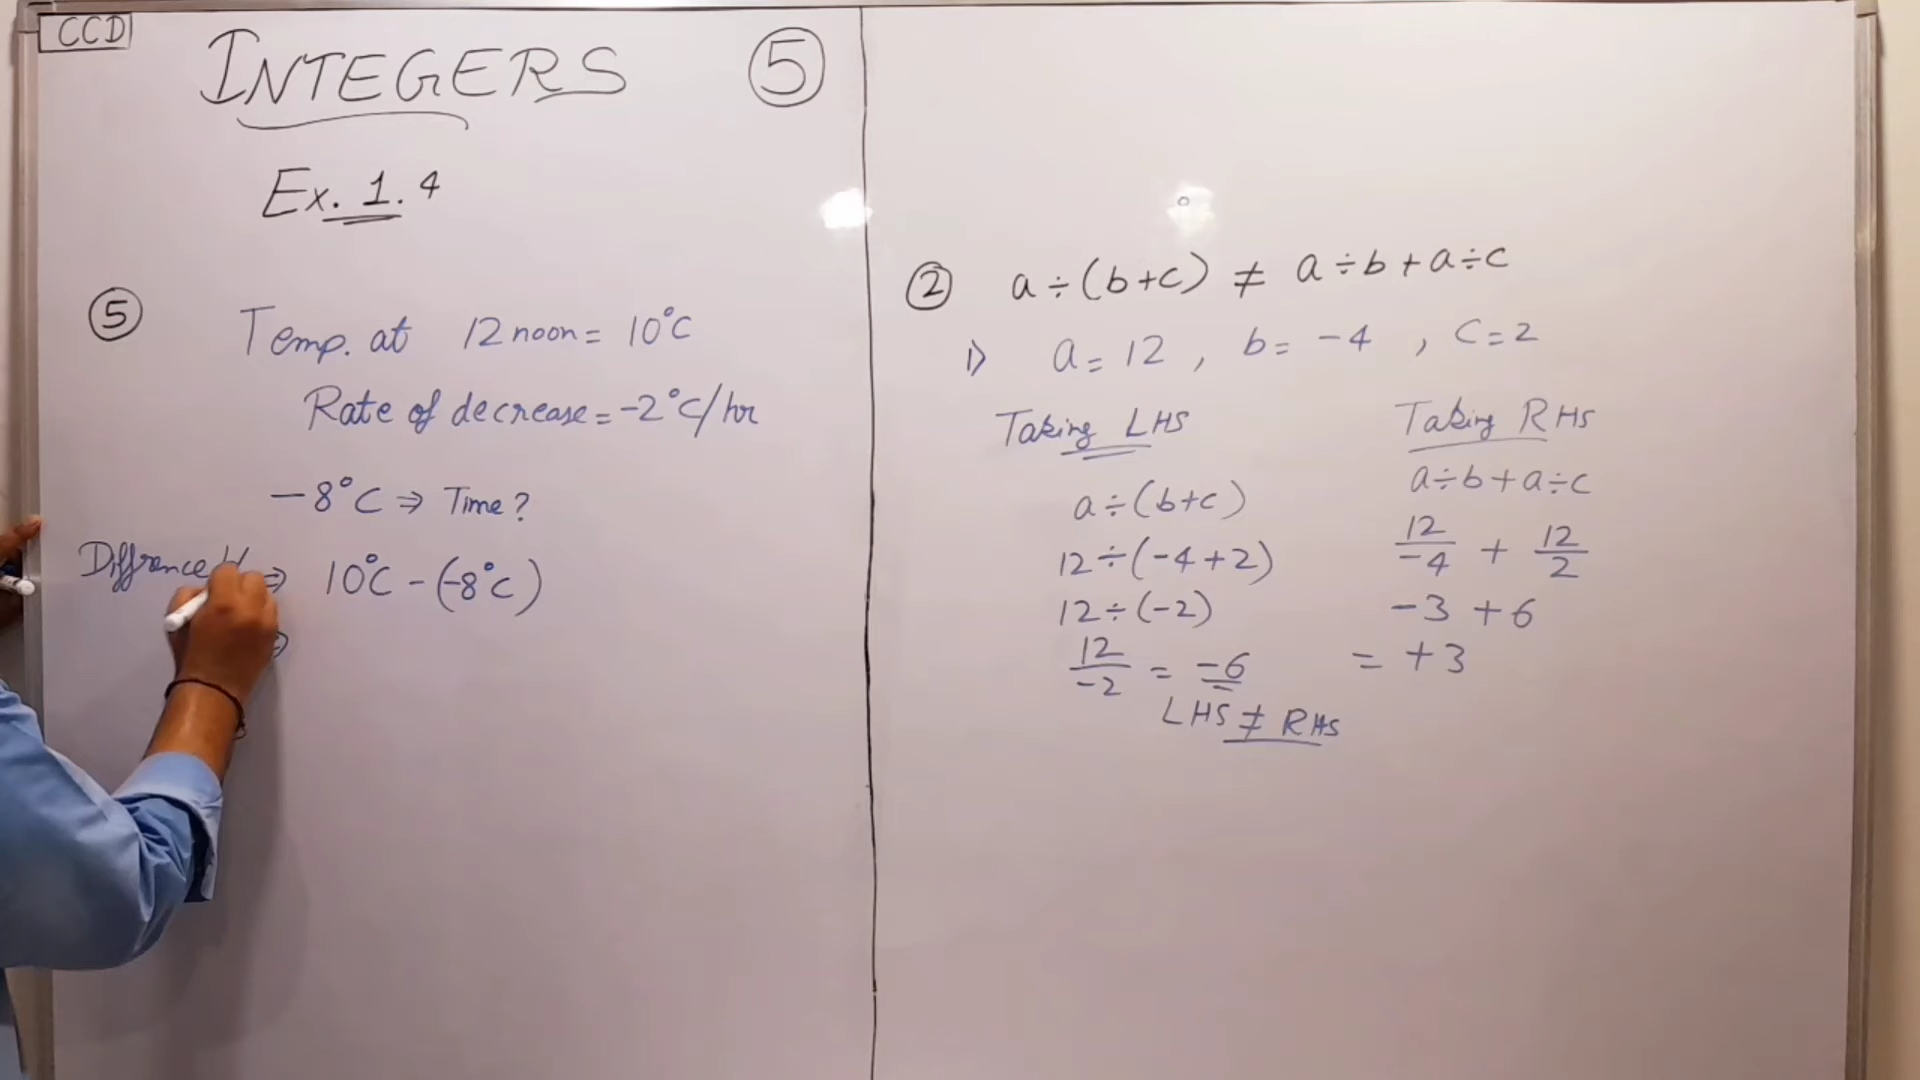 CCD
INTEGERS 5
Ex. 1.4
5 Temp. at 12 noon = 10°C
Rate of decrease = -2°C/hr
-8°C ⇒ Time?
Diffrence ⇒ 10°C - (-8°C)
2 a÷(b+c) ≠ a÷b+a÷c
1) a = 12, b = -4, c = 2
Taking LHS
a÷(b+c)
12÷(-4+2)
12÷(-2)
12/-2 = -6
Taking RHS
a÷b+a÷c
12/-4 + 12/2
-3 +6
= +3
LHS ≠ RHS